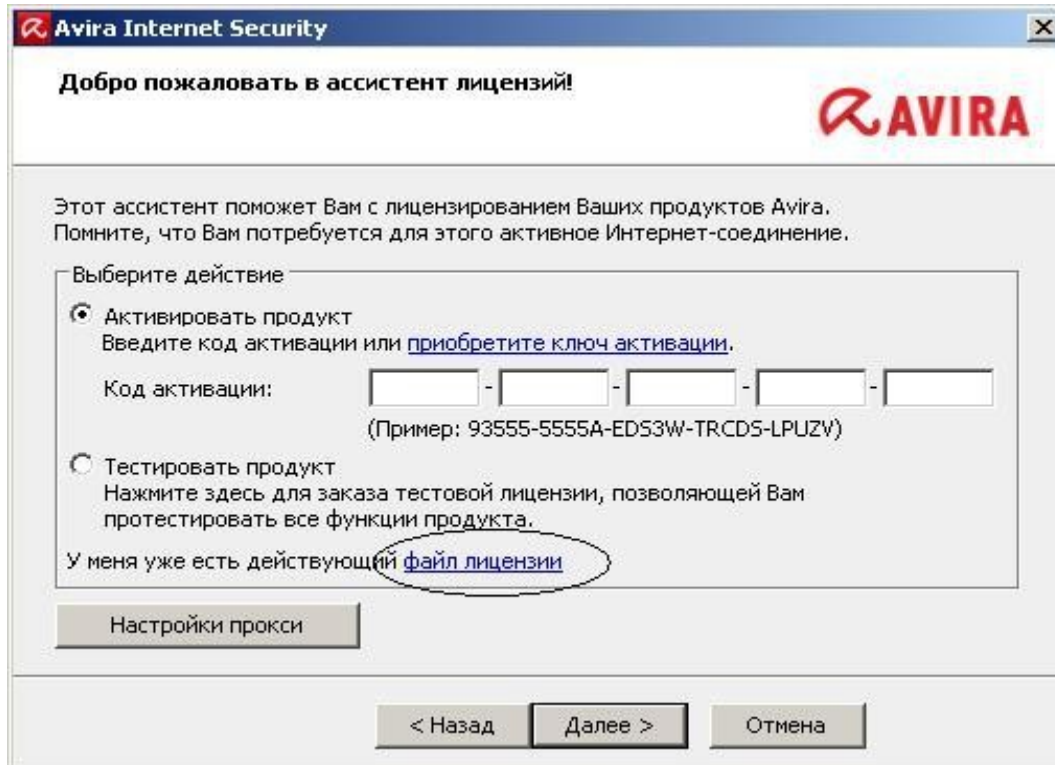 Avira Internet Security
Добро пожаловать в ассистент лицензий!
AVIRA
Этот ассистент поможет Вам с лицензированием Ваших продуктов Avira.
Помните, что Вам потребуется для этого активное Интернет-соединение.
Выберите действие
Активировать продукт
Введите код активации или приобретите ключ активации.
Код активации: - - - -
(Пример: 93555-5555A-EDS3W-TRCDS-LPUZV)
Тестировать продукт
Нажмите здесь для заказа тестовой лицензии, позволяющей Вам
протестировать все функции продукта.
У меня уже есть действующий файл лицензии
Настройки прокси
< Назад Далее > Отмена